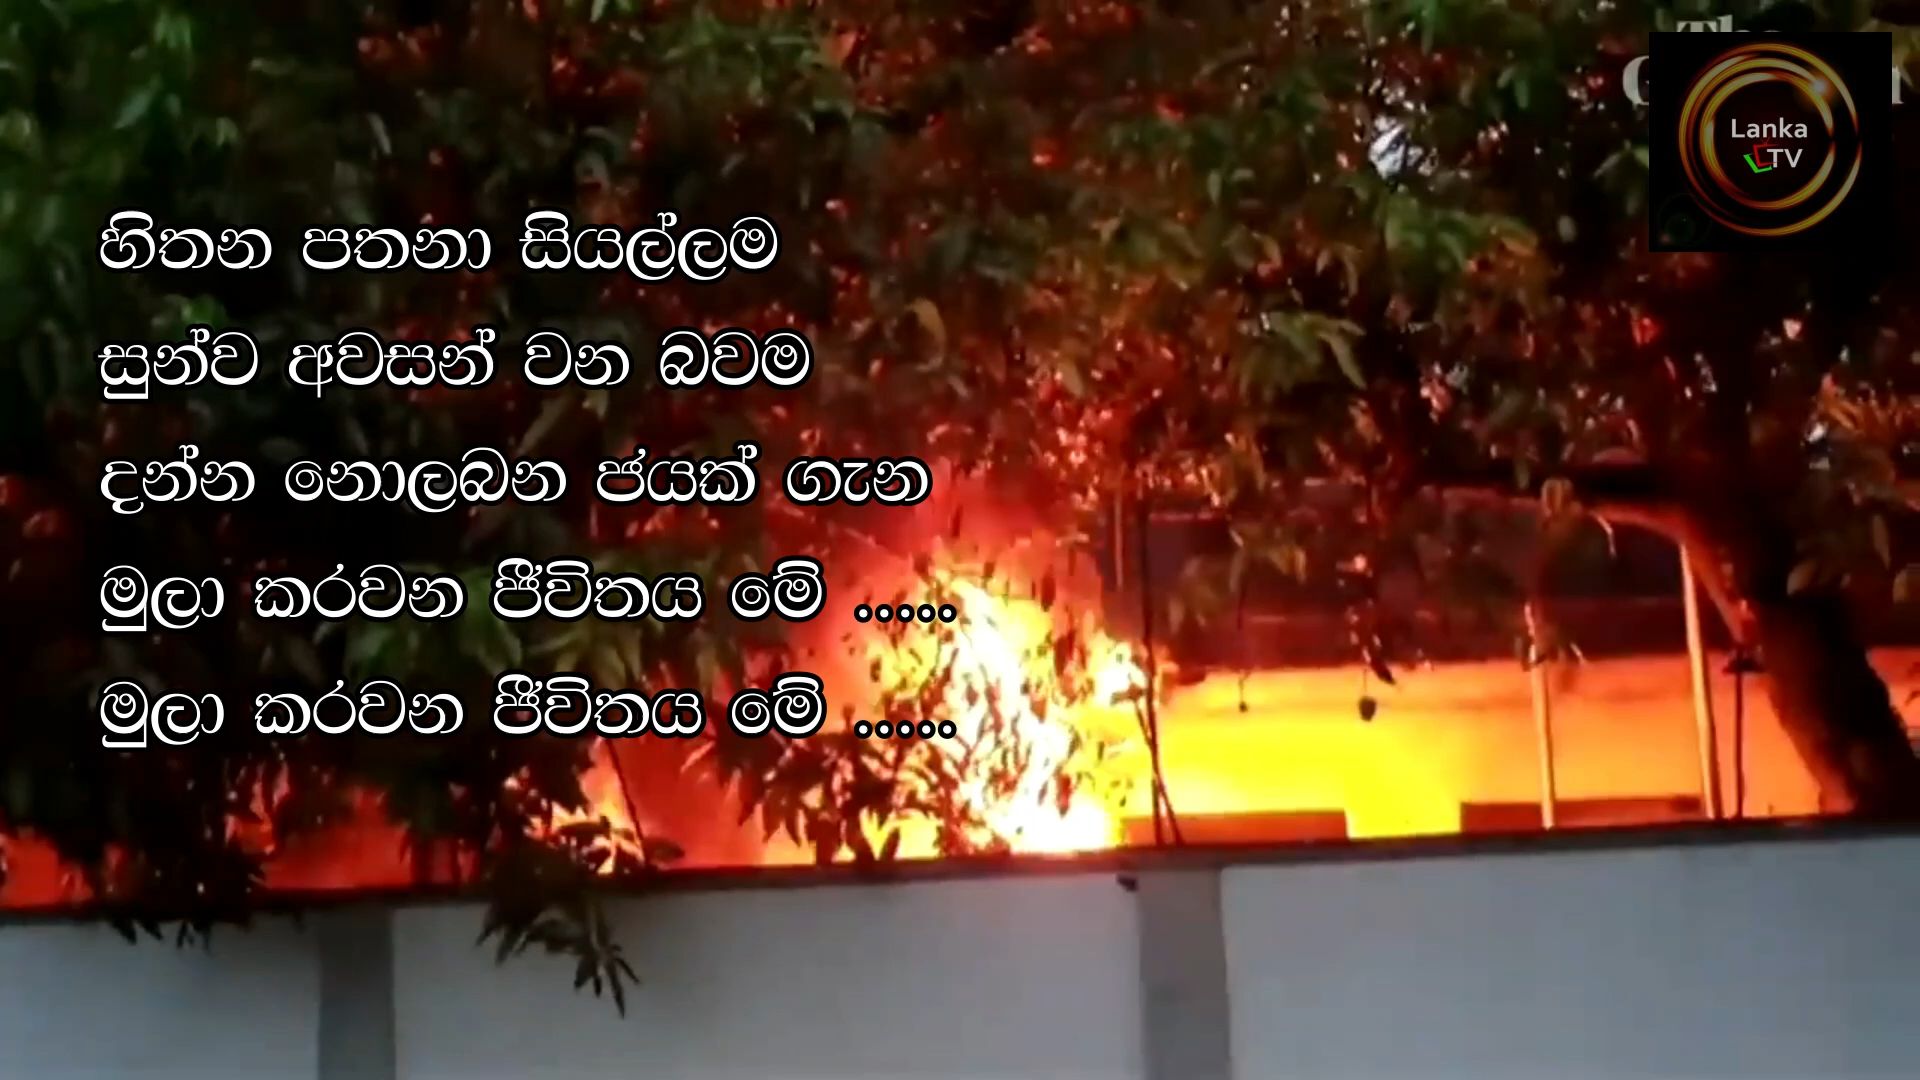 හිතන පතනා සියල්ලම
සුන්ව අවසන් වන බවම
දන්න නොලබන ජයක් ගැන
මුලා කරවන ජීවිතය මේ .....
මුලා කරවන ජීවිතය මේ .....
Lanka
TV